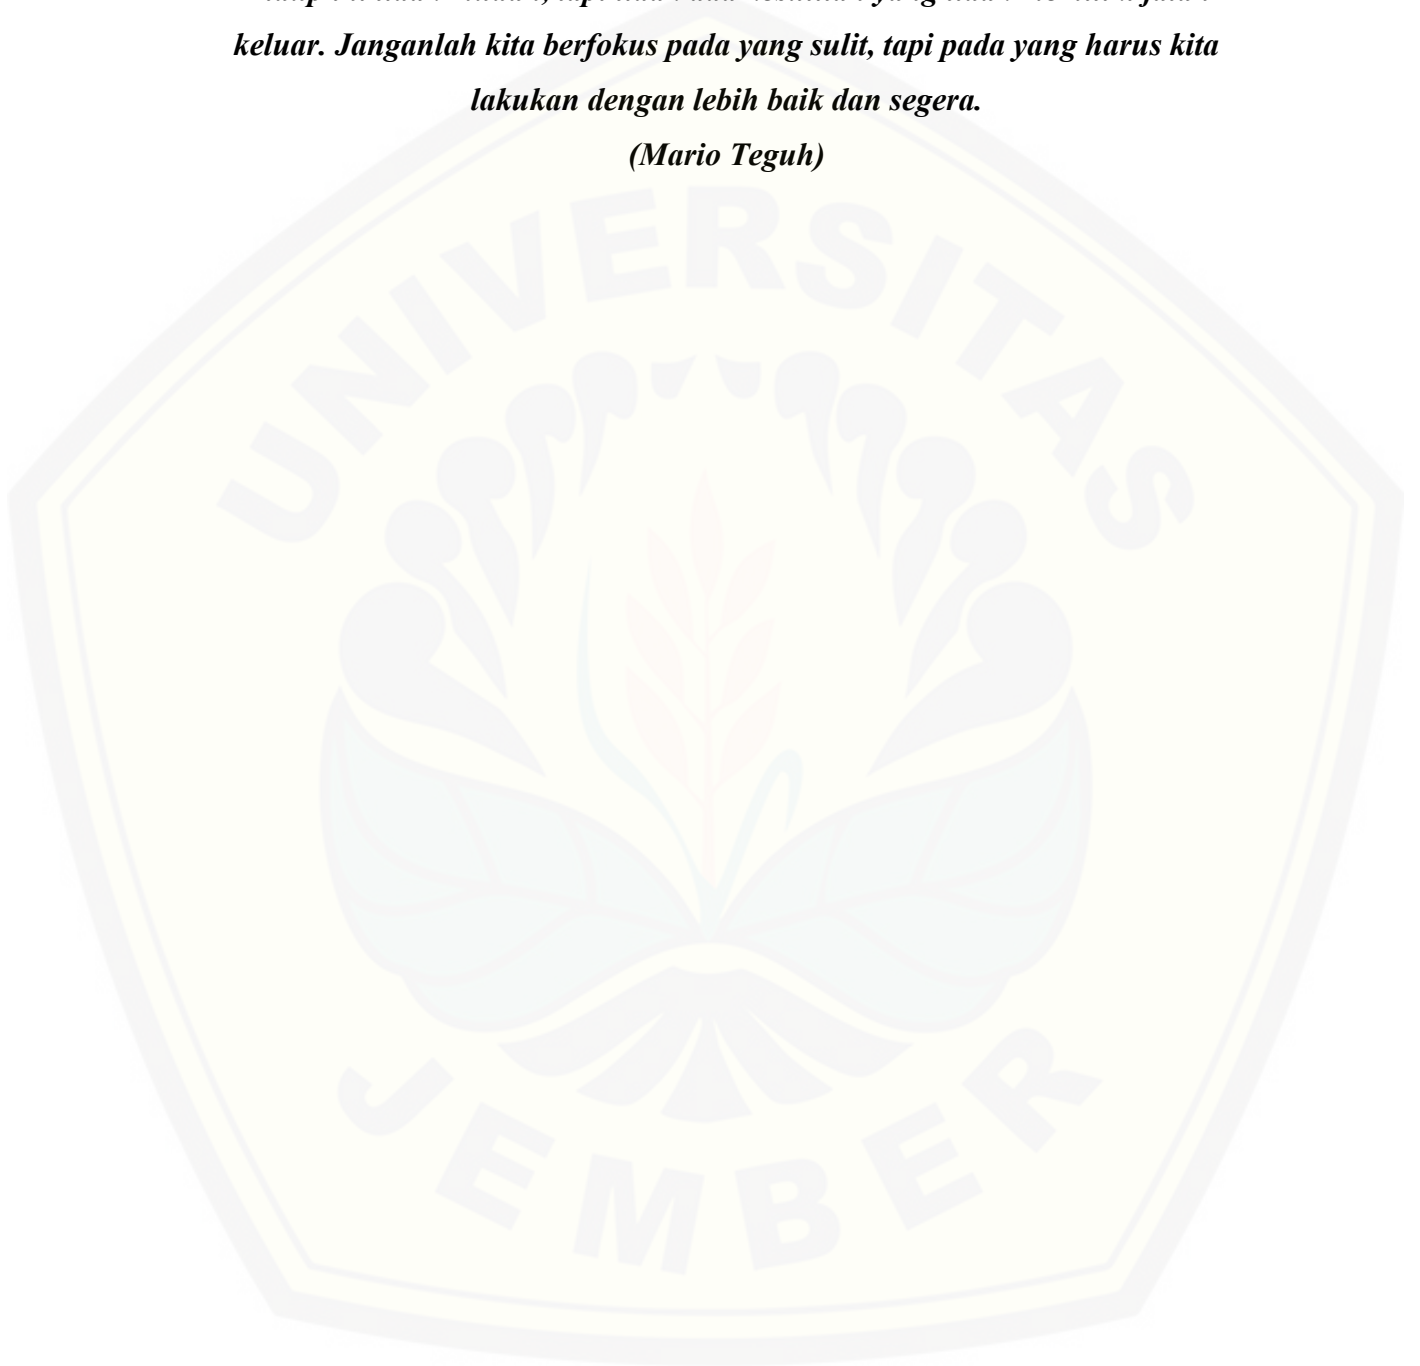 keluar. Janganlah kita berfokus pada yang sulit, tapi pada yang harus kita
lakukan dengan lebih baik dan segera.
(Mario Teguh)
UNIVERSITAS
JEMBER